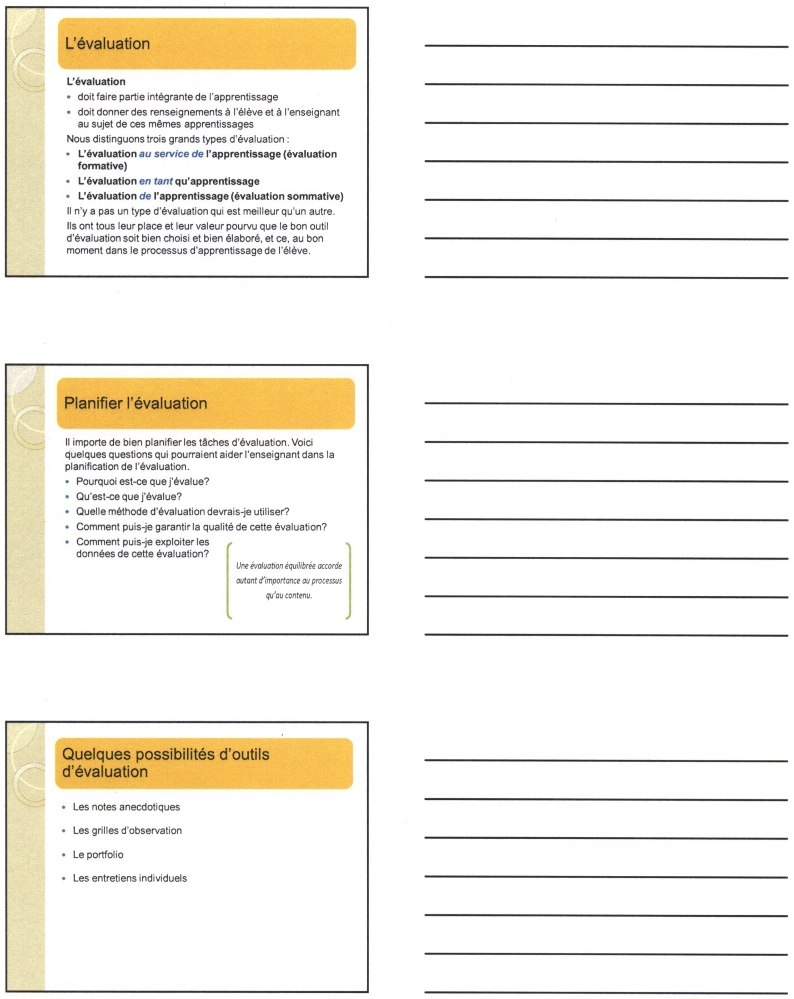 L'évaluation
L'évaluation
• doit faire partie intégrante de l'apprentissage
• doit donner des renseignements à l'élève et à l'enseignant
au sujet de ces mêmes apprentissages
Nous distinguons trois grands types d'évaluation :
• L'évaluation au service de l'apprentissage (évaluation
formative)
• L'évaluation en tant qu'apprentissage
• L'évaluation de l'apprentissage (évaluation sommative)
Il n'y a pas un type d'évaluation qui est meilleur qu'un autre.
Ils ont tous leur place et leur valeur pourvu que le bon outil
d'évaluation soit bien choisi et bien élaboré, et ce, au bon
moment dans le processus d'apprentissage de l'élève.
Planifier l'évaluation
Il importe de bien planifier les tâches d'évaluation. Voici
quelques questions qui pourraient aider l'enseignant dans la
planification de l'évaluation.
• Pourquoi est-ce que j'évalue?
• Qu'est-ce que j'évalue?
• Quelle méthode d'évaluation devrais-je utiliser?
• Comment puis-je garantir la qualité de cette évaluation?
• Comment puis-je exploiter les
données de cette évaluation?
Une évaluation équilibrée accorde
autant d'importance au processus
qu'au contenu.
Quelques possibilités d'outils
d'évaluation
• Les notes anecdotiques
• Les grilles d'observation
• Le portfolio
• Les entretiens individuels